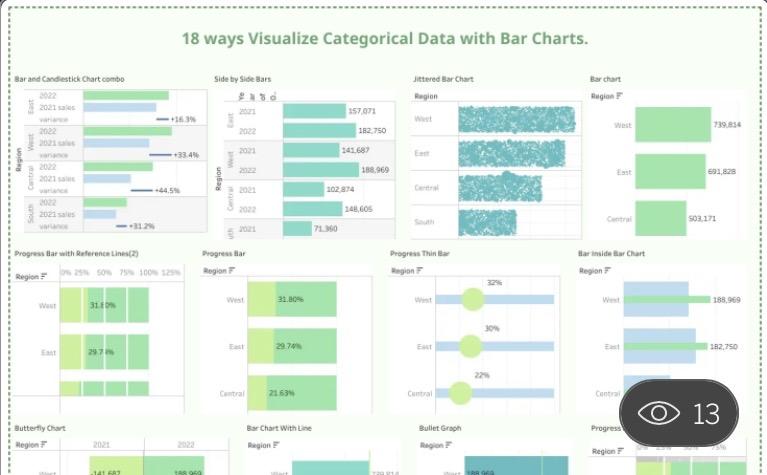 18 ways Visualize Categorical Data with Bar Charts.
Bar and Candlestick Chart combo
Region
East
2022
2021 sales
variance
+16.3%
West
2022
2021 sales
variance
+33.4%
Central
2022
2021 sales
variance
+44.5%
South
2022
2021 sales
variance
+31.2%
Side by Side Bars
Region
East
2021
157,071
2022
182,750
West
2021
141,687
2022
188,969
Central
2021
102,874
2022
148,605
2021
71,360
Jittered Bar Chart
Region
West
East
Central
South
Bar chart
Region
West
739,814
East
691,828
Central
503,171
Progress Bar with Reference Lines(2)
Region
0% 25% 50% 75% 100% 125%
West
31.80%
East
29.74%
Progress Bar
Region
West
31.80%
East
29.74%
Central
21.63%
Progress Thin Bar
Region
32%
West
30%
East
22%
Central
Bar Inside Bar Chart
Region
West
188,969
East
182,750
Central
13
Butterfly Chart
Region
2021 2022
-141,687 188,969
Bar Chart With Line
Region
739,814
Bullet Graph
Region
188,969
Region